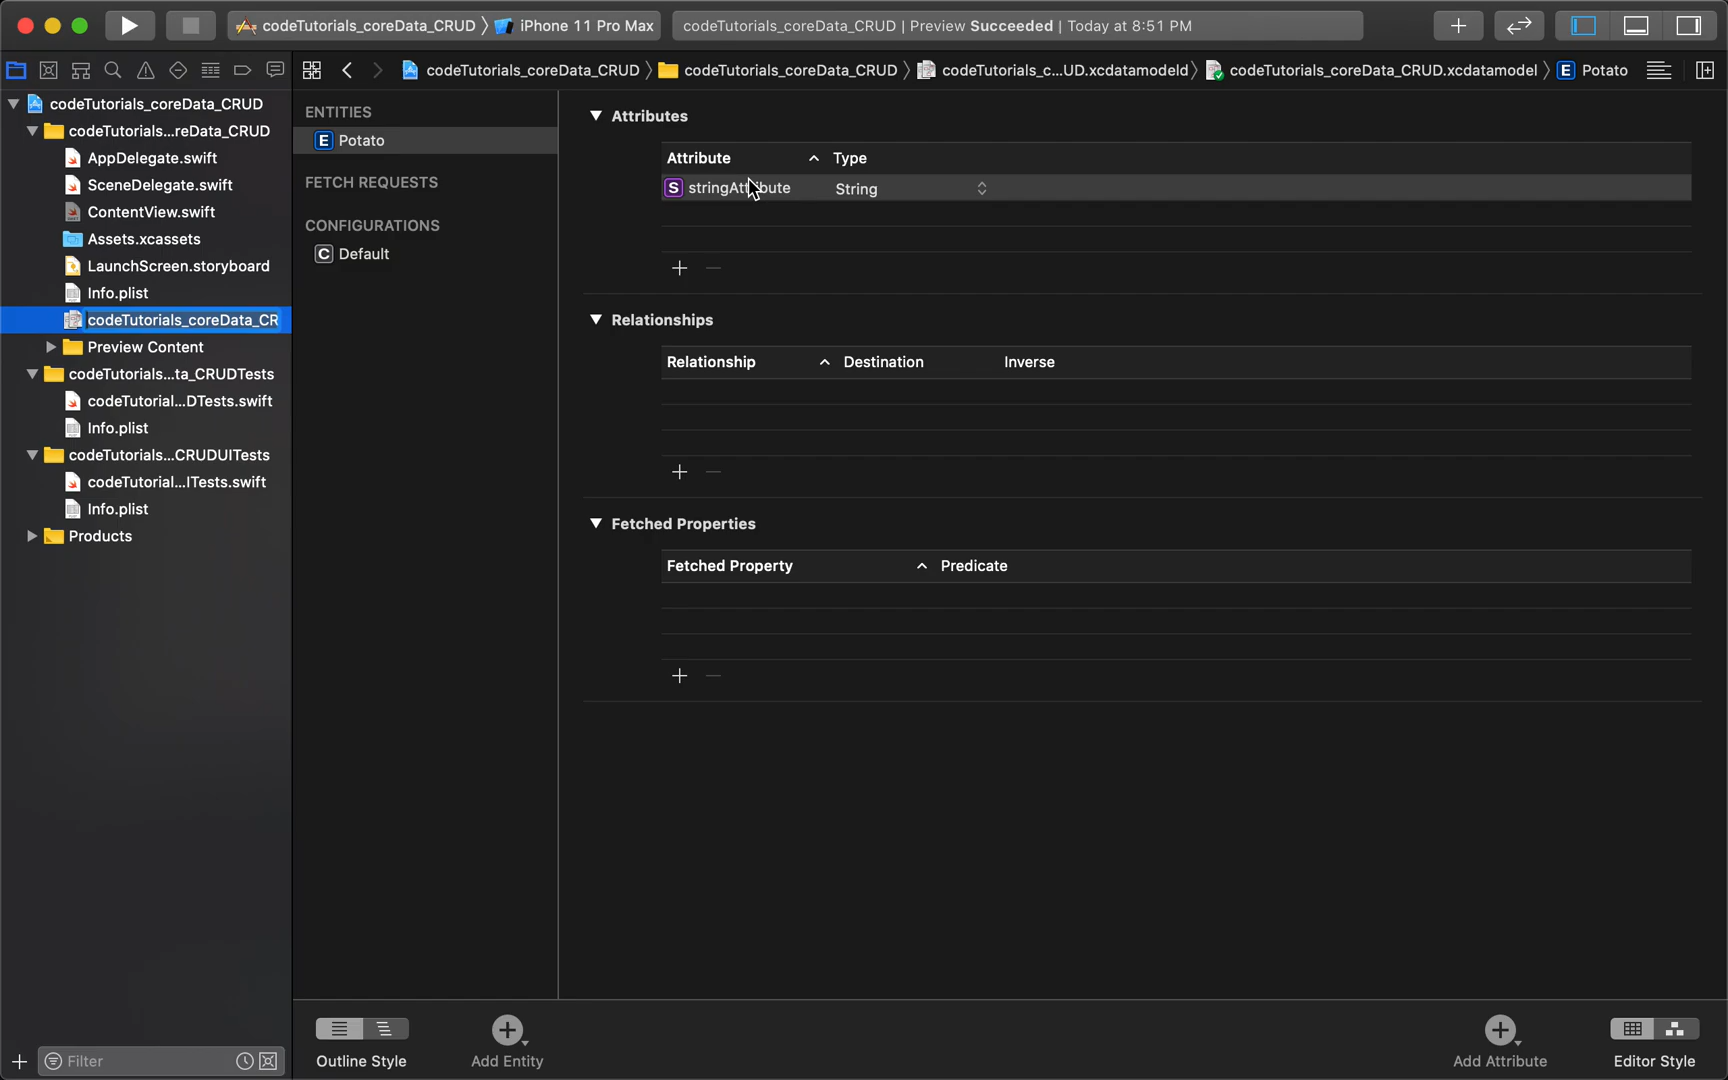 codeTutorials_coreData_CRUD 〉 iPhone 11 Pro Max
codeTutorials_coreData_CRUD | Preview Succeeded | Today at 8:51 PM
codeTutorials_coreData_CRUD 〉 codeTutorials_coreData_CRUD 〉 codeTutorials_c...UD.xcdatamodeld 〉 codeTutorials_coreData_CRUD.xcdatamodel 〉 E Potato
codeTutorials_coreData_CRUD
codeTutorials...reData_CRUD
AppDelegate.swift
SceneDelegate.swift
ContentView.swift
Assets.xcassets
LaunchScreen.storyboard
Info.plist
codeTutorials_coreData_CR
Preview Content
codeTutorials...ta_CRUDTests
codeTutorial...DTests.swift
Info.plist
codeTutorials...CRUDUITests
codeTutorial...ITests.swift
Info.plist
Products
Filter
ENTITIES
E Potato
FETCH REQUESTS
CONFIGURATIONS
C Default
Attributes
Attribute Type
S stringAttribute String
Relationships
Relationship Destination Inverse
Fetched Properties
Fetched Property Predicate
Outline Style
Add Entity
Add Attribute
Editor Style